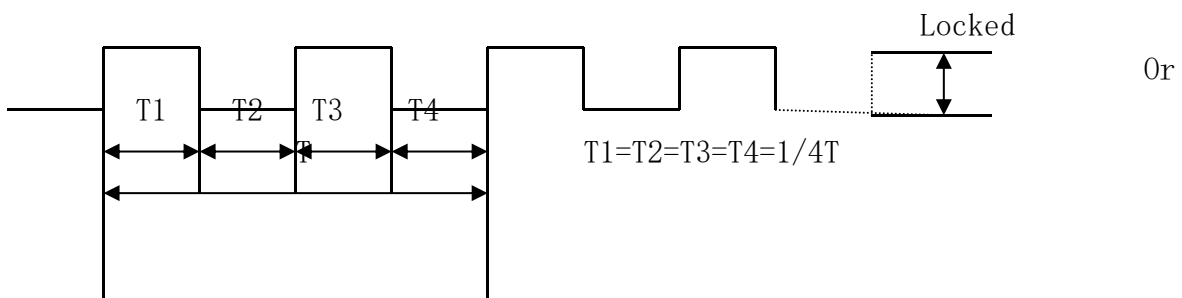 Locked
Or
T1 T2 T3 T4
T
T1=T2=T3=T4=1/4T